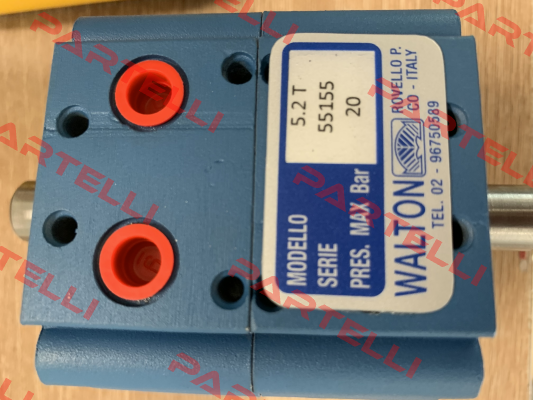 MODELLO 5.2 T
SERIE 55155
PRES. MAX Bar 20
WALTON
ROVELLO P.
CO - ITALY
TEL. 02 - 96750589
PARTELLI
PARTELLI
PARTELLI
PARTELLI
PARTELLI